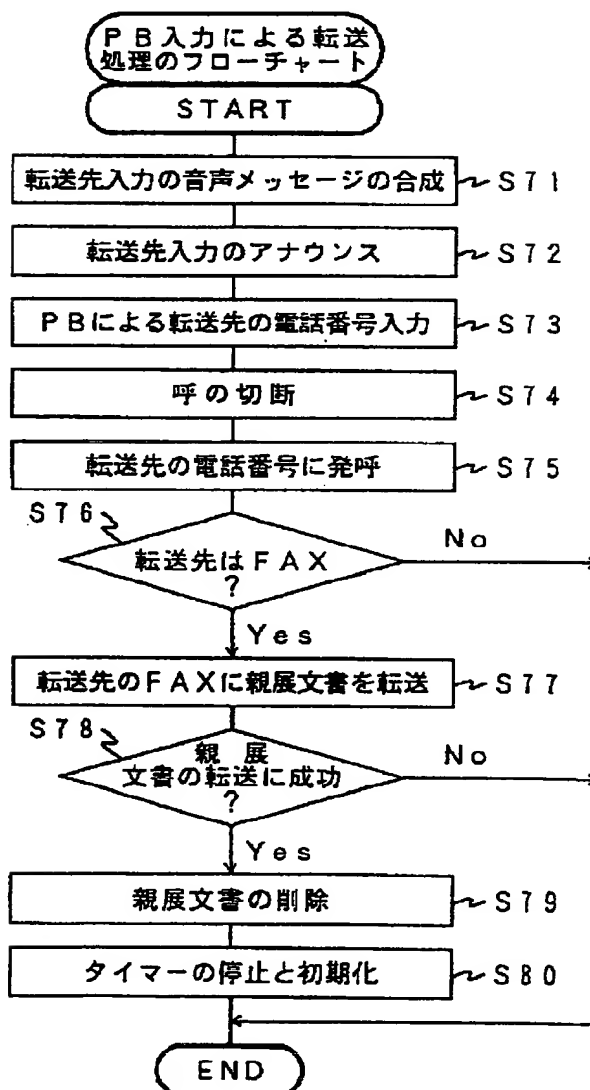 PB入力による転送
処理のフローチャート
START
転送先入力の音声メッセージの合成 S71
転送先入力のアナウンス S72
PBによる転送先の電話番号入力 S73
呼の切断 S74
転送先の電話番号に発呼 S75
S76
転送先はFAX
?
No
Yes
転送先のFAXに親展文書を転送 S77
S78
親展
文書の転送に成功
?
No
Yes
親展文書の削除 S79
タイマーの停止と初期化 S80
END